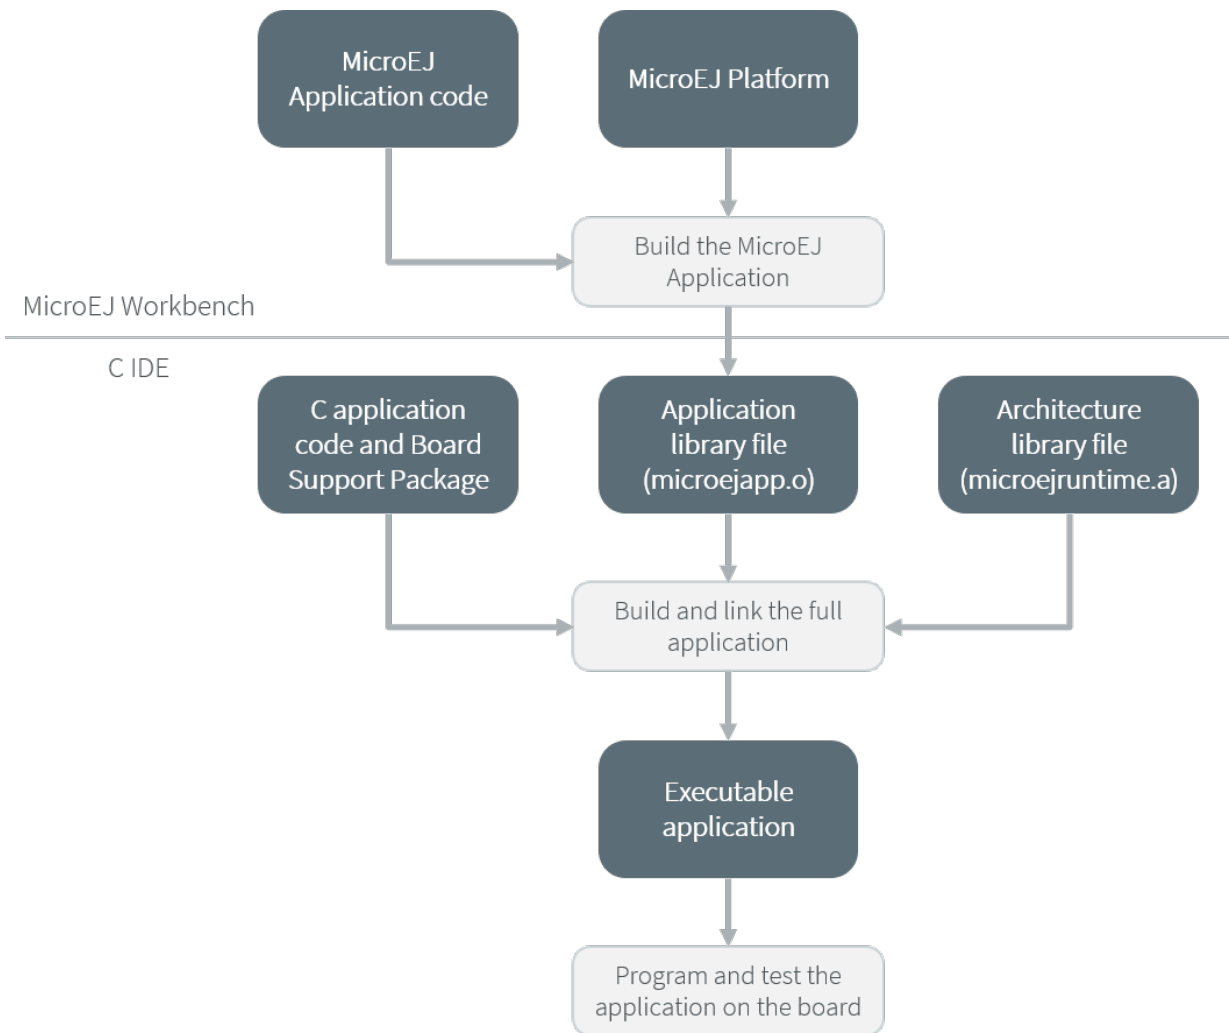 MicroEJ
Application code
MicroEJ Platform
Build the MicroEJ
Application
MicroEJ Workbench
C IDE
C application
code and Board
Support Package
Application
library file
(microejapp.o)
Architecture
library file
(microejruntime.a)
Build and link the full
application
Executable
application
Program and test the
application on the board